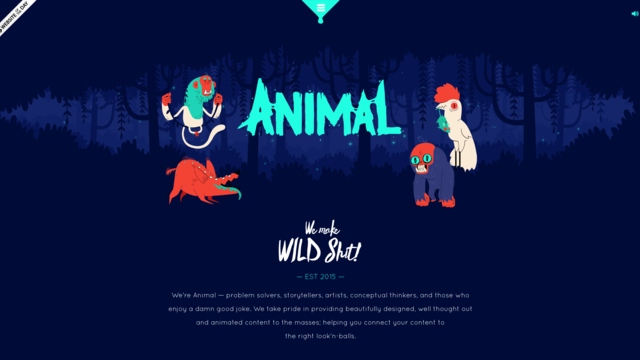 WEBSITE OF THE DAY
ANIMAL
We make
WILD Shit!
— EST 2015 —
We're Animal — problem solvers, storytellers, artists, conceptual thinkers, and those who
enjoy a damn good joke. We take pride in providing beautifully designed, well thought out
and animated content to the masses; helping you connect your content to
the right look'n-balls.